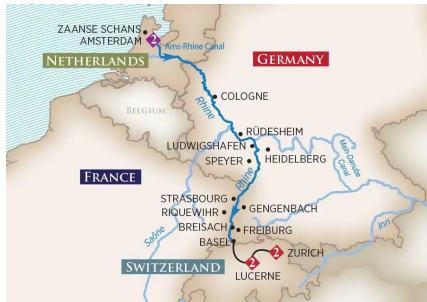 ZAANSE SCHANS
AMSTERDAM
2
Ams-Rhine Canal
NETHERLANDS
GERMANY
COLOGNE
BELGIUM
Rhine
RÜDESHEIM
LUDWIGSHAFEN
SPEYER
HEIDELBERG
Main-Danube
Canal
FRANCE
Rhine
STRASBOURG
GENGENBACH
RIQUEWIHR
BREISACH
FREIBURG
Inn
Saône
BASEL
ZURICH
2
2
SWITZERLAND
LUCERNE